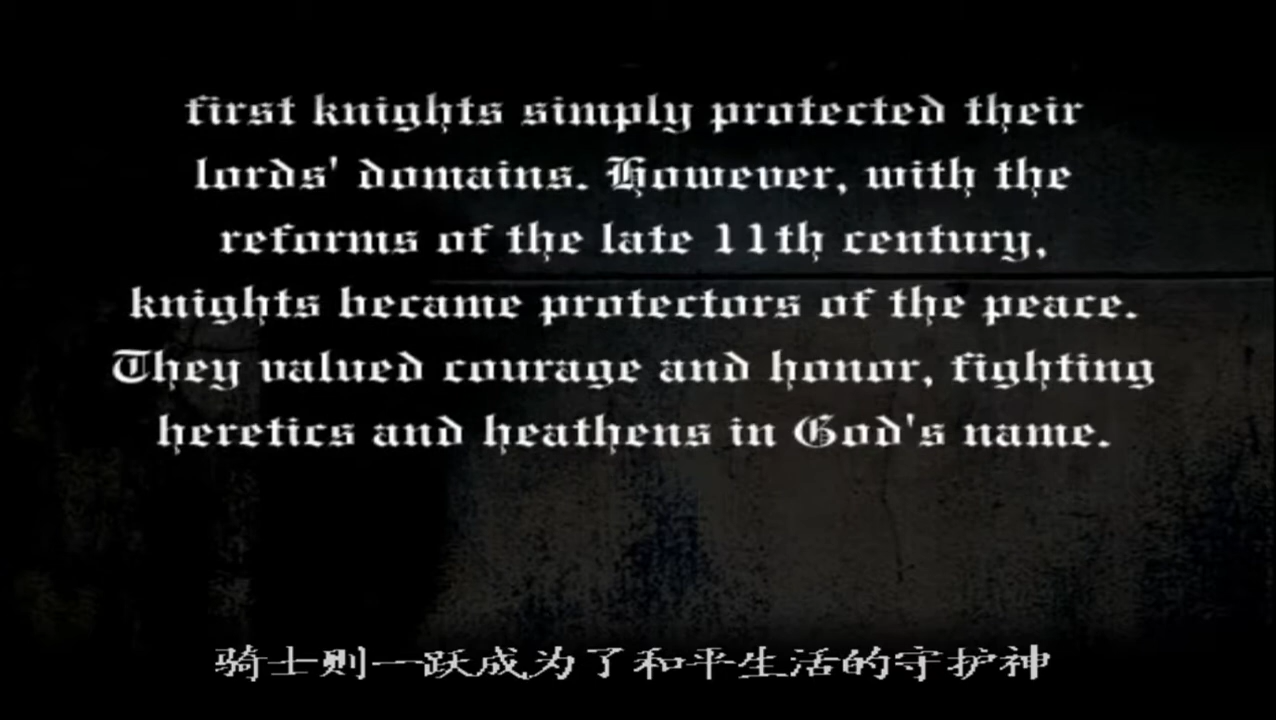 first knights simply protected their
lords' domains. However, with the
reforms of the late 11th century,
knights became protectors of the peace.
They valued courage and honor, fighting
heretics and heathens in God's name.
骑士则一跃成为了和平生活的守护神